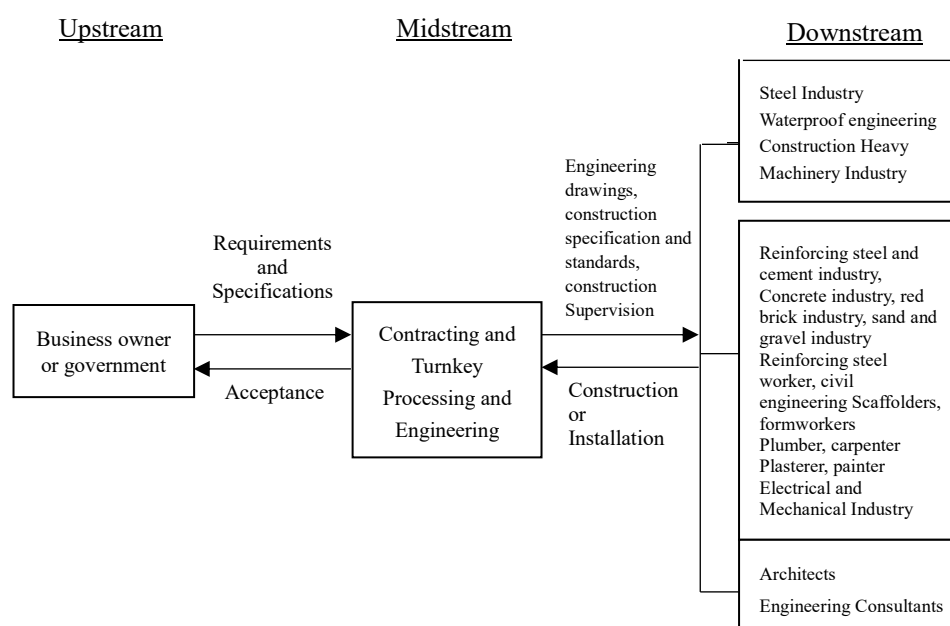 Upstream
Midstream
Downstream
Business owner
or government
Requirements
and
Specifications
Acceptance
Contracting and
Turnkey
Processing and
Engineering
Engineering
drawings,
construction
specification and
standards,
construction
Supervision
Construction
or
Installation
Steel Industry
Waterproof engineering
Construction Heavy
Machinery Industry
Reinforcing steel and
cement industry,
Concrete industry, red
brick industry, sand and
gravel industry
Reinforcing steel
worker, civil
engineering Scaffolders,
formworkers
Plumber, carpenter
Plasterer, painter
Electrical and
Mechanical Industry
Architects
Engineering Consultants